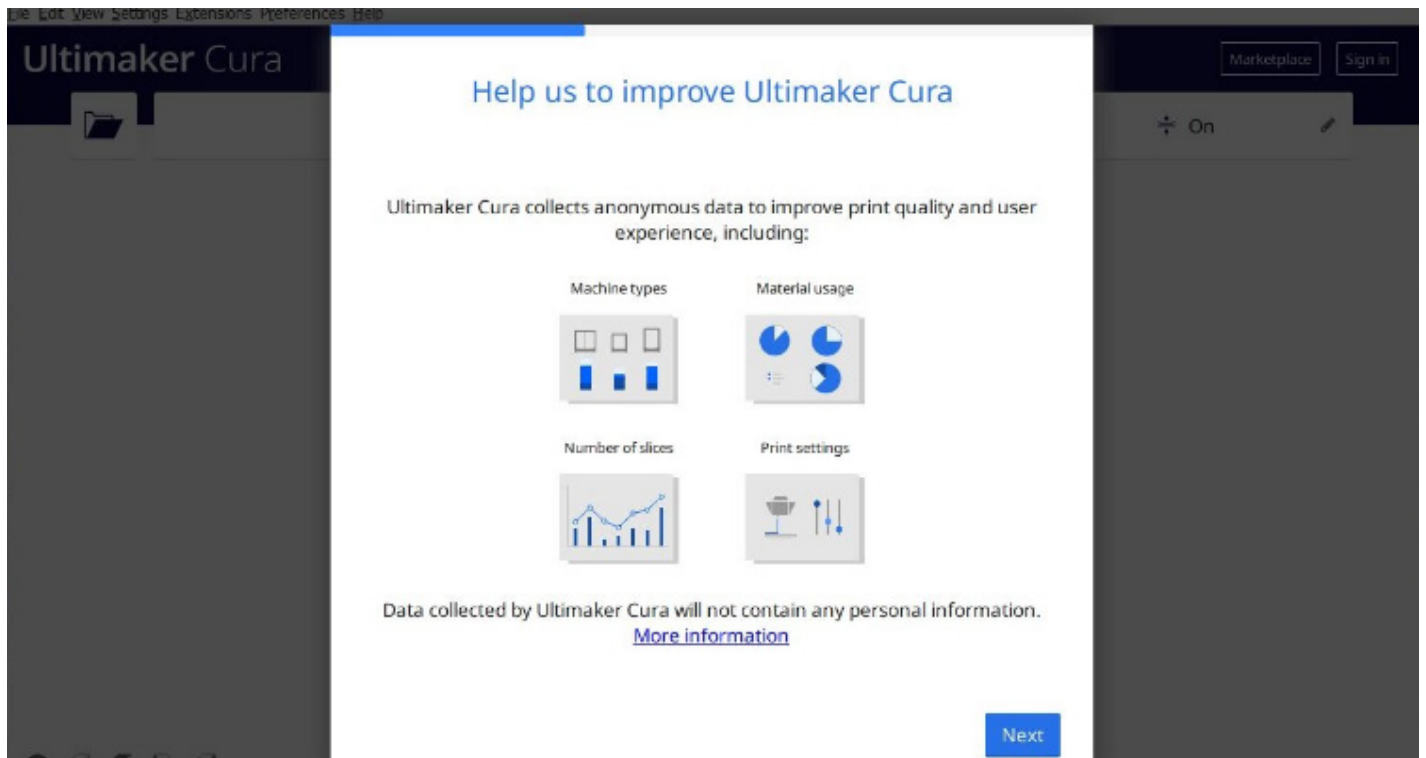 File Edit View Settings Extensions Preferences Help
Ultimaker Cura
Marketplace
Sign in
On
Help us to improve Ultimaker Cura
Ultimaker Cura collects anonymous data to improve print quality and user
experience, including:
Machine types
Material usage
Number of slices
Print settings
Data collected by Ultimaker Cura will not contain any personal information.
More information
Next